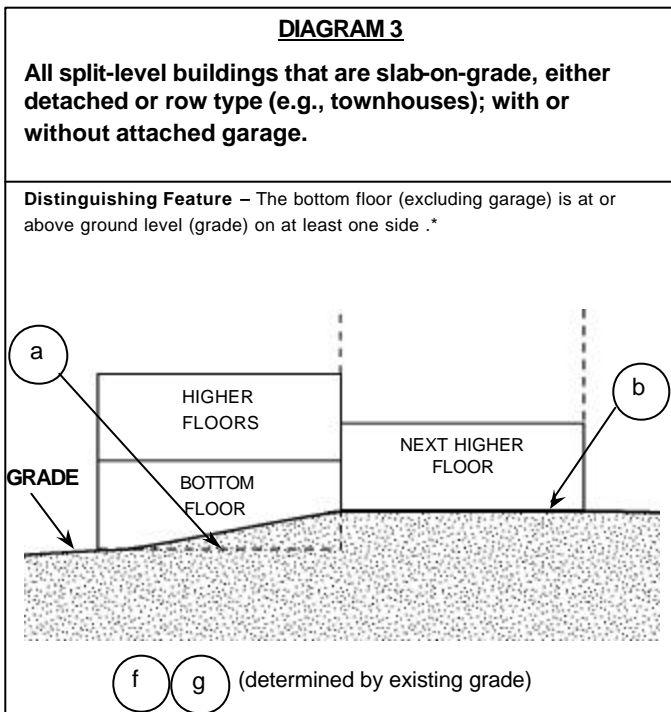 DIAGRAM 3
All split-level buildings that are slab-on-grade, either
detached or row type (e.g., townhouses); with or
without attached garage.
Distinguishing Feature – The bottom floor (excluding garage) is at or
above ground level (grade) on at least one side .*
a
b
HIGHER
FLOORS
NEXT HIGHER
FLOOR
GRADE
BOTTOM
FLOOR
f g (determined by existing grade)